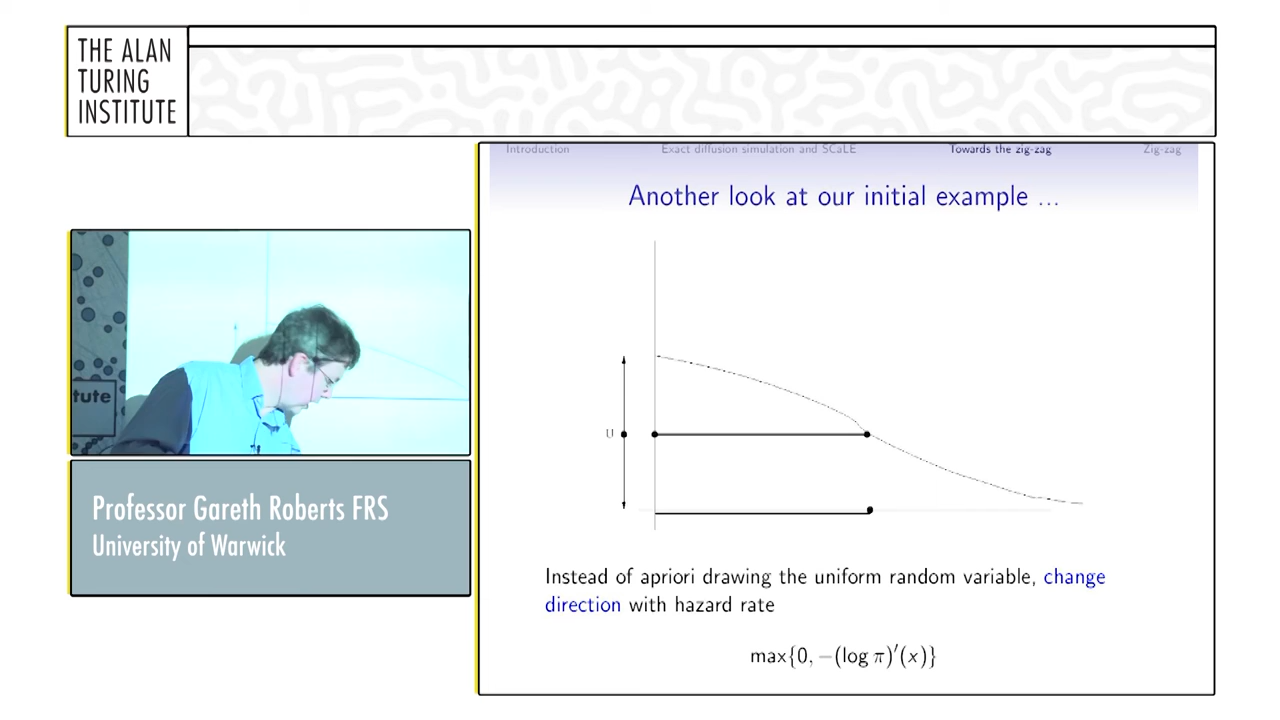 THE ALAN
TURING
INSTITUTE
Introduction Exact diffusion simulation and SCaLE Towards the zig-zag Zig-zag
Another look at our initial example ...
U
tute
Professor Gareth Roberts FRS
University of Warwick
Instead of apriori drawing the uniform random variable, change
direction with hazard rate
max{0, −(log π)′(x)}